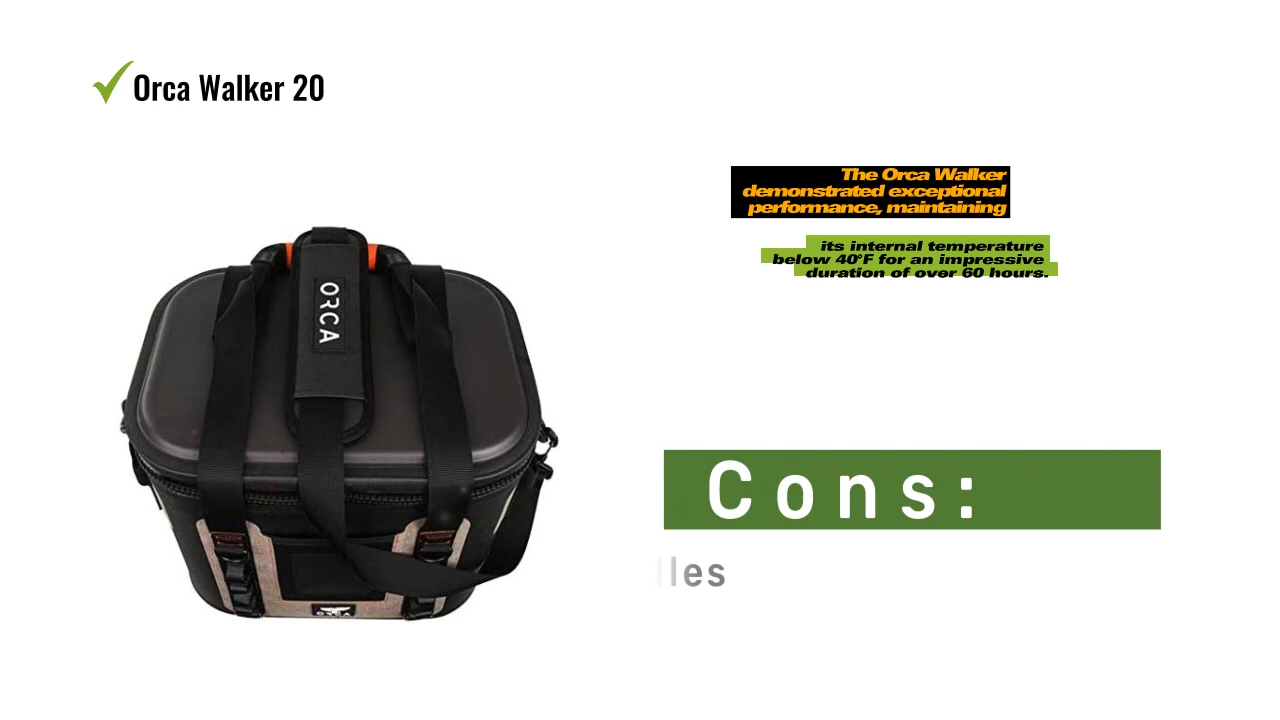 Orca Walker 20
The Orca Walker
demonstrated exceptional
performance, maintaining
its internal temperature
below 40°F for an impressive
duration of over 60 hours.
ORCA
Cons:
ORCA